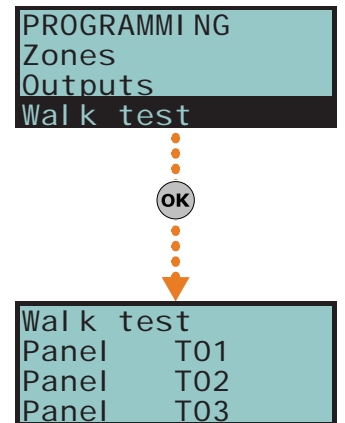 PROGRAMMING
Zones
Outputs
Walk test
OK
Walk test
Panel T01
Panel T02
Panel T03